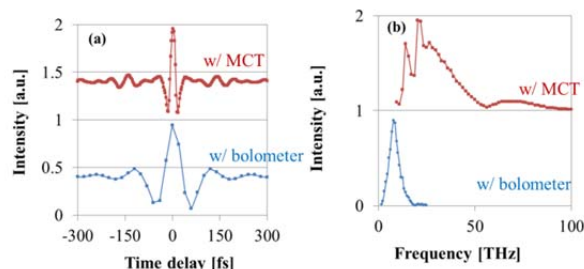 (a)
w/ MCT
w/ bolometer
Intensity [a.u.]
2
1.5
1
0.5
0
-300 -150 0 150 300
Time delay [fs]
(b)
w/ MCT
w/ bolometer
Intensity [a.u.]
2
1
0
0 50 100
Frequency [THz]